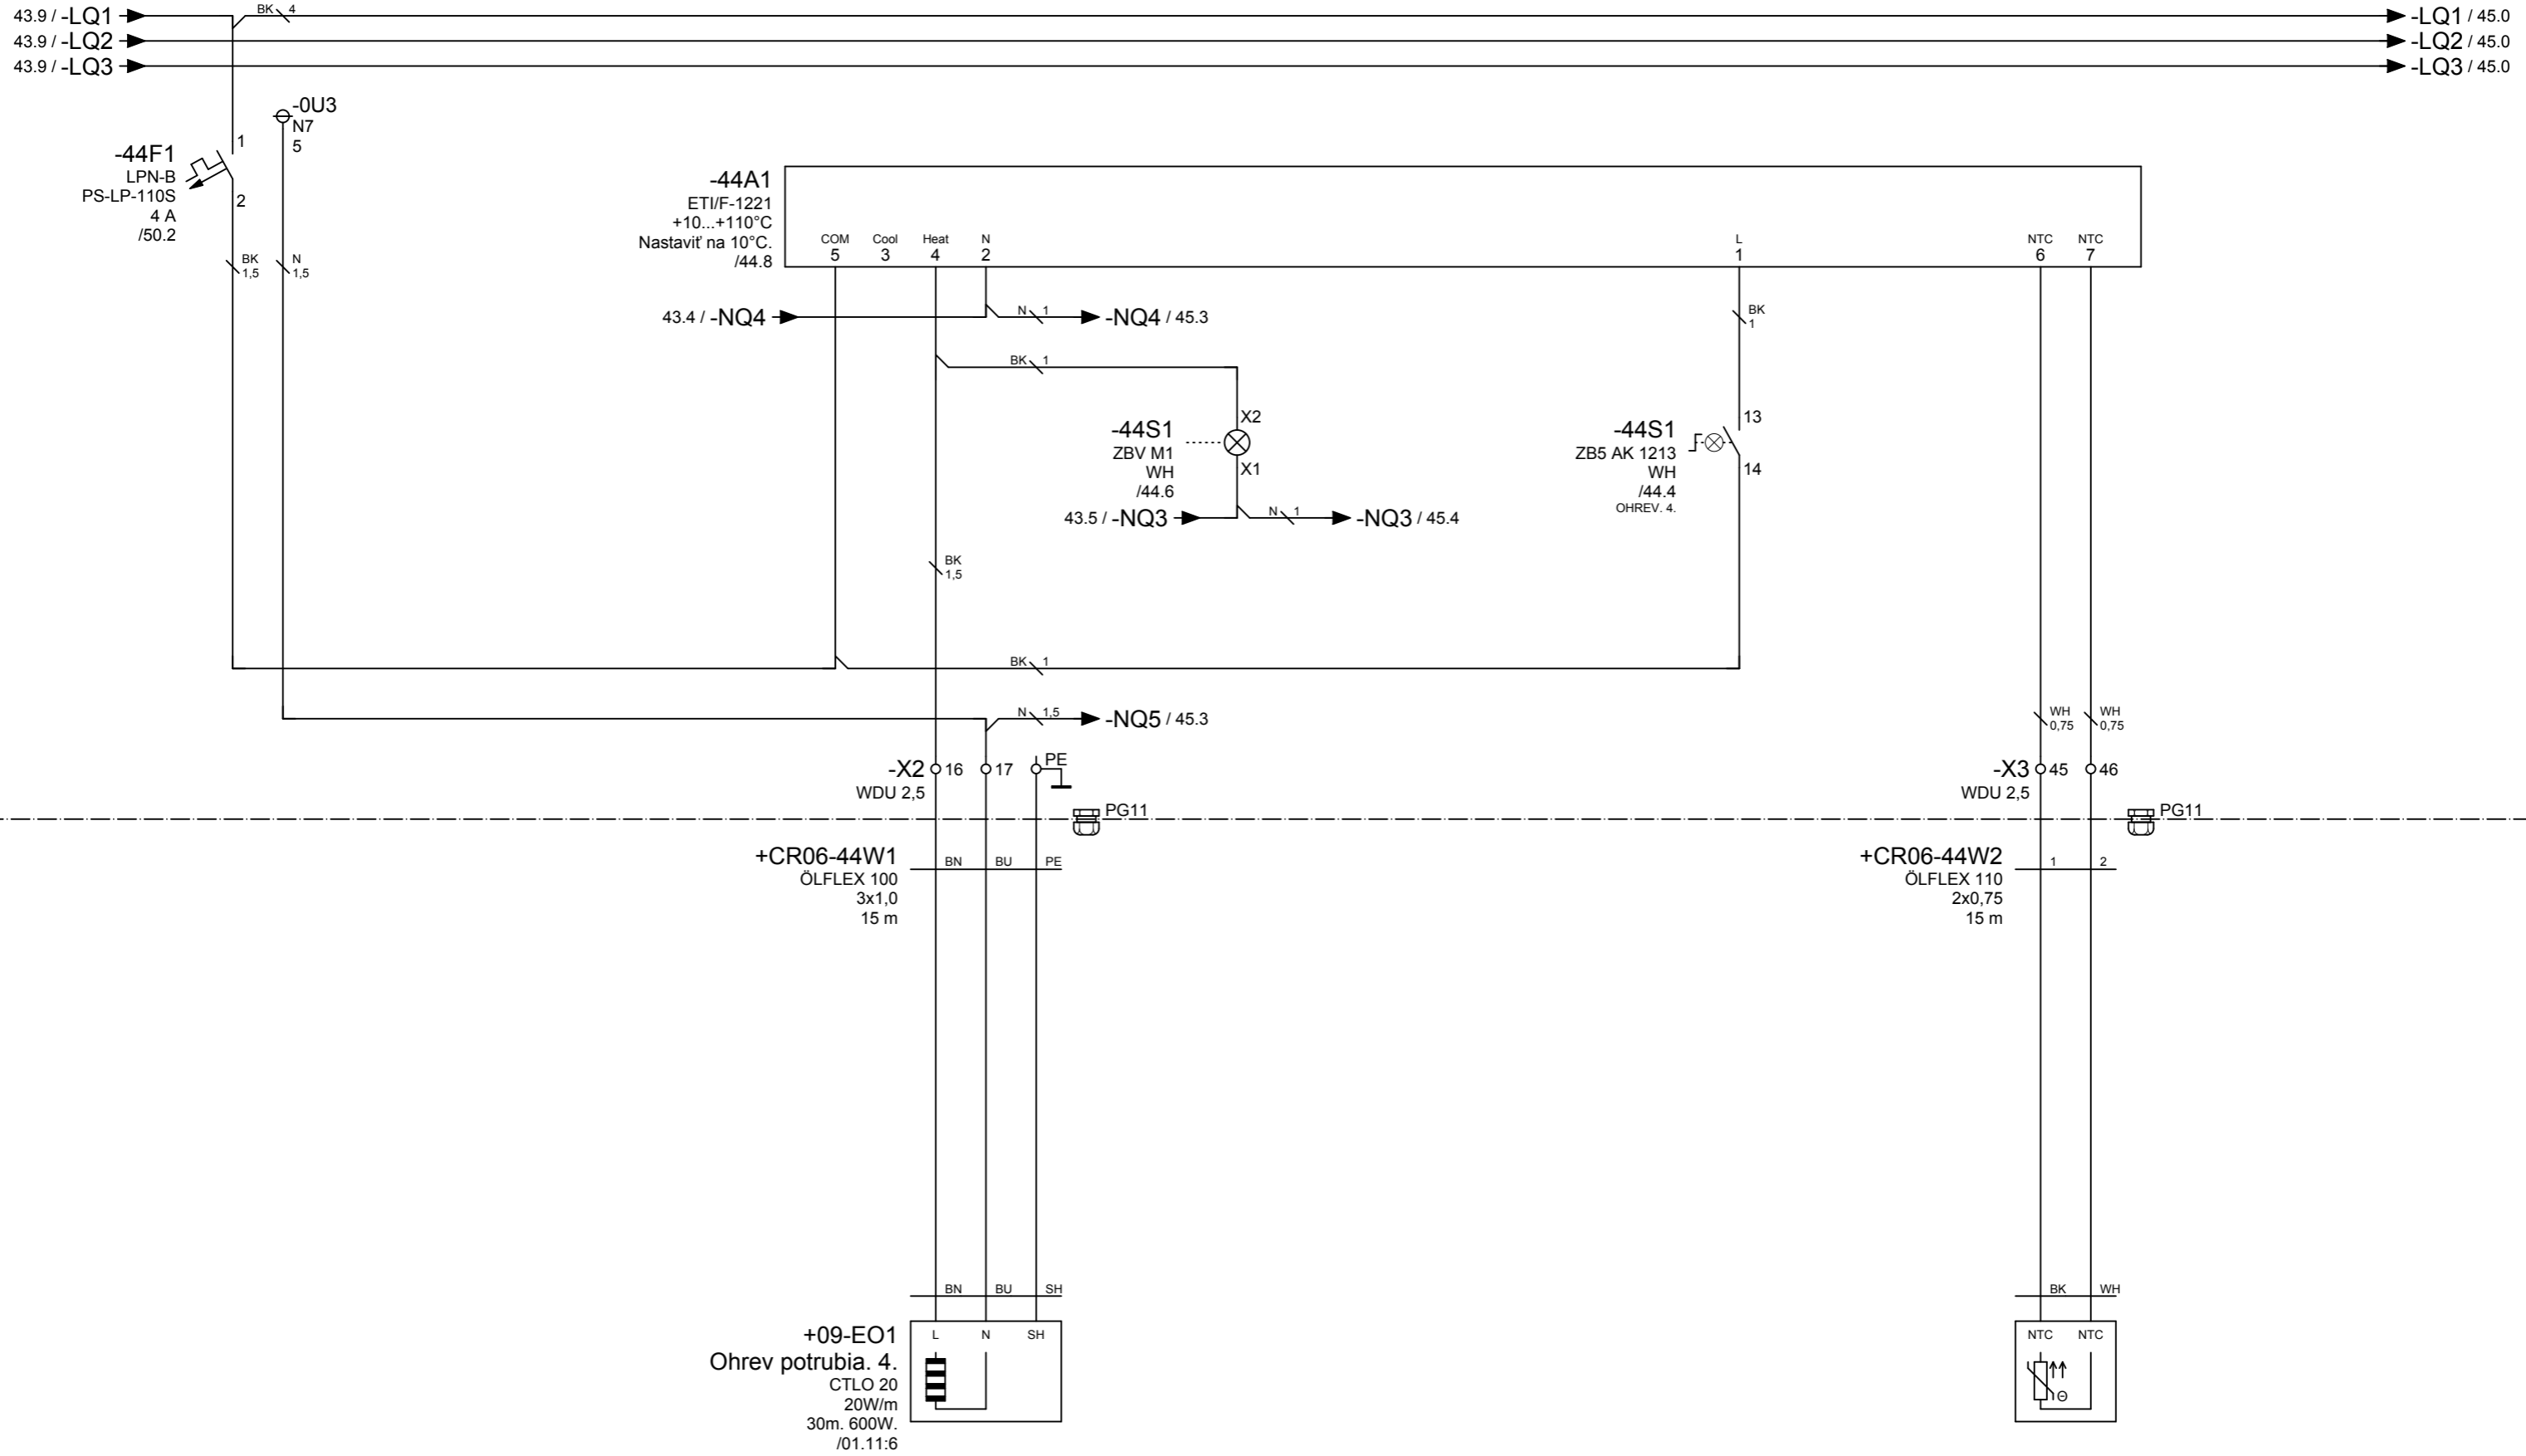 43.9 / -LQ1
BK 4
-LQ1 / 45.0
43.9 / -LQ2
-LQ2 / 45.0
43.9 / -LQ3
-LQ3 / 45.0
-0U3
N7
5
1
2
-44F1
LPN-B
PS-LP-110S
4 A
/50.2
BK
1,5
N
1,5
-44A1
ETI/F-1221
+10...+110°C
Nastaviť na 10°C.
/44.8
COM Cool Heat N L NTC NTC
5 3 4 2 1 6 7
43.4 / -NQ4
N 1
-NQ4 / 45.3
BK
1
BK 1
-44S1
ZBV M1
WH
/44.6
X2
X1
-44S1
ZB5 AK 1213
WH
/44.4
OHREV. 4.
13
14
43.5 / -NQ3
N 1
-NQ3 / 45.4
BK
1,5
BK 1
N 1,5
-NQ5 / 45.3
WH
0,75
WH
0,75
-X2 16 17 PE
WDU 2,5
-X3 45 46
WDU 2,5
PG11
PG11
+CR06-44W1
ÖLFLEX 100
3x1,0
15 m
BN BU PE
+CR06-44W2
ÖLFLEX 110
2x0,75
15 m
1 2
BN BU SH
BK WH
+09-EO1
Ohrev potrubia. 4.
CTLO 20
20W/m
30m. 600W.
/01.11:6
L N SH
NTC NTC
Θ